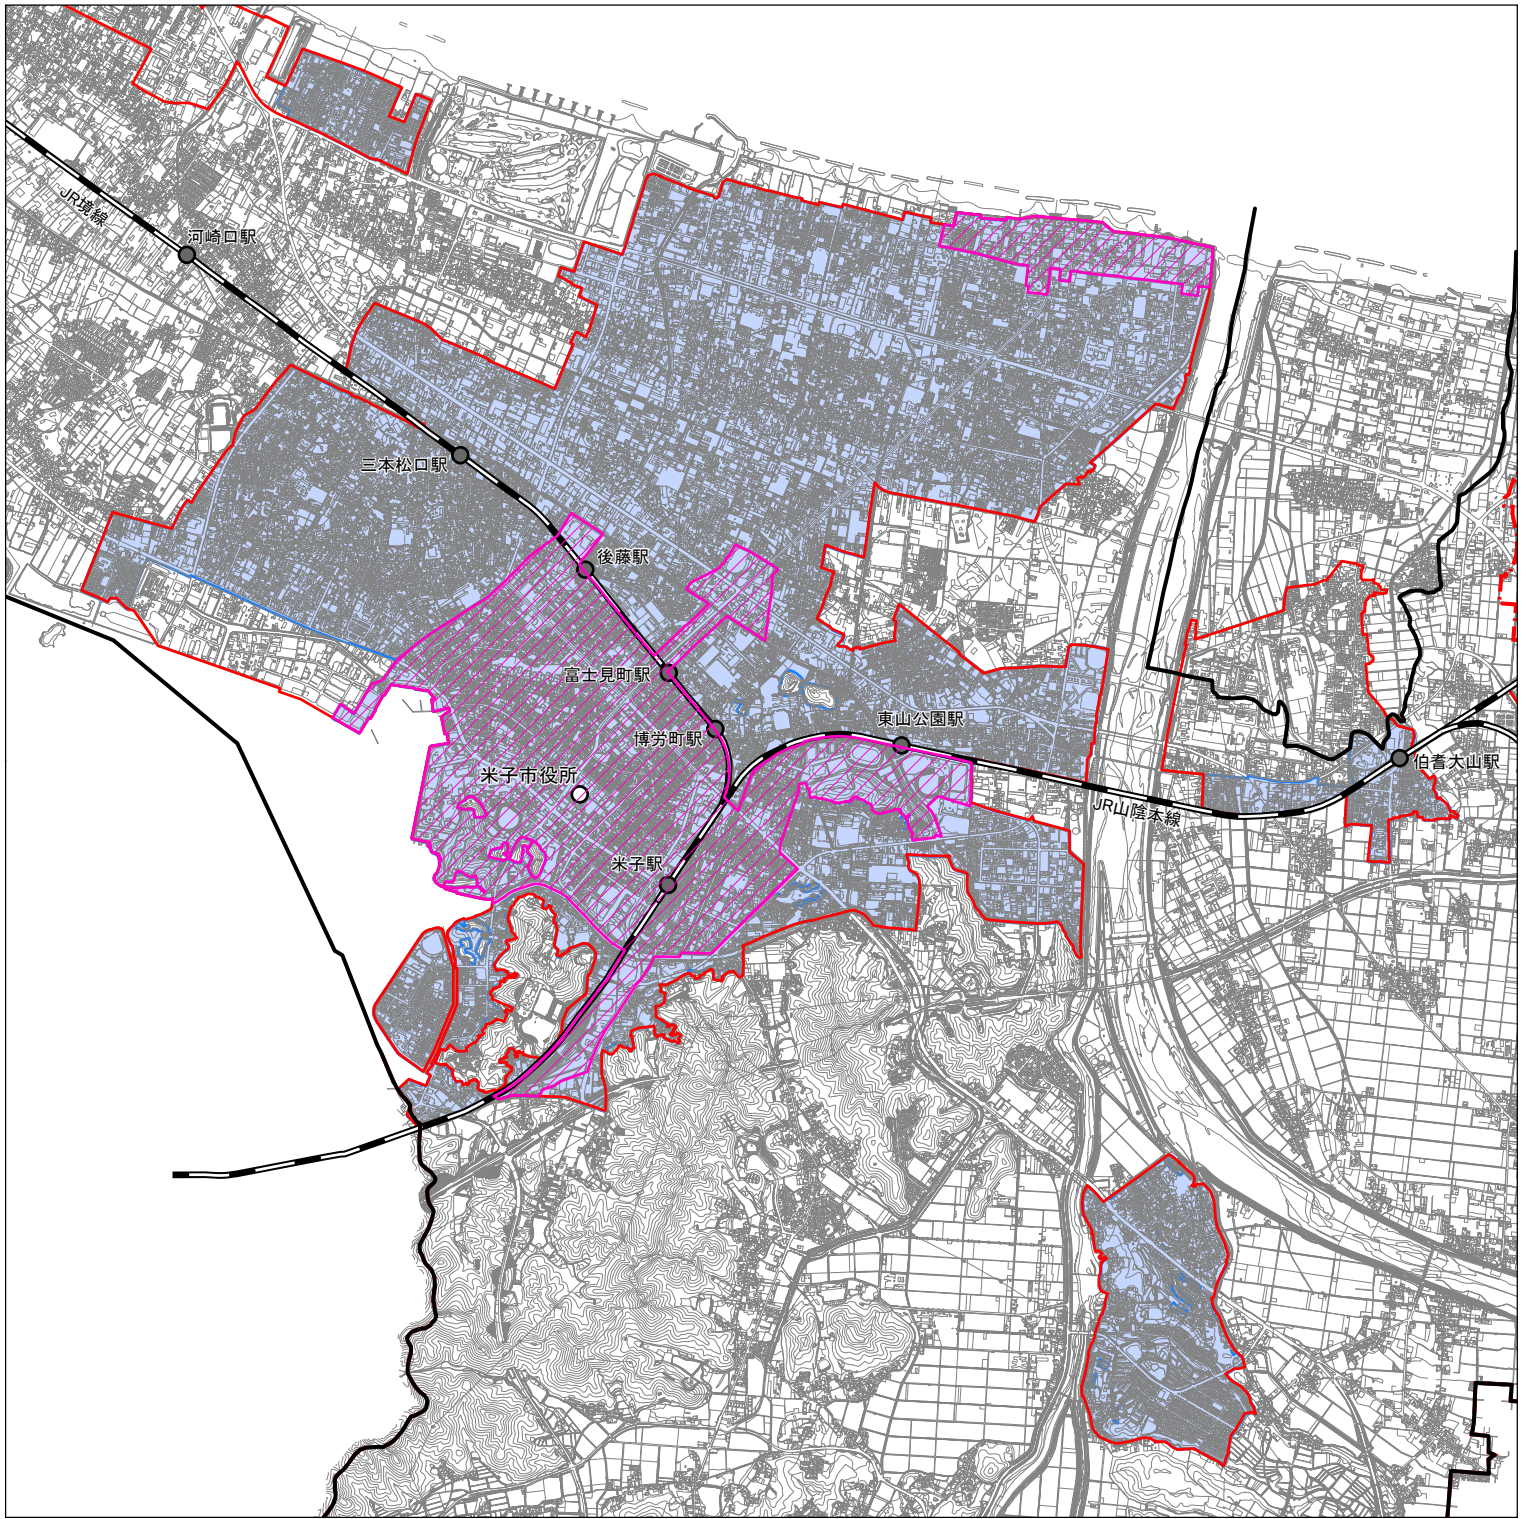 JR境線
河崎口駅
三本松口駅
後藤駅
富士見町駅
博労町駅
東山公園駅
米子市役所
伯耆大山駅
JR山陰本線
米子駅